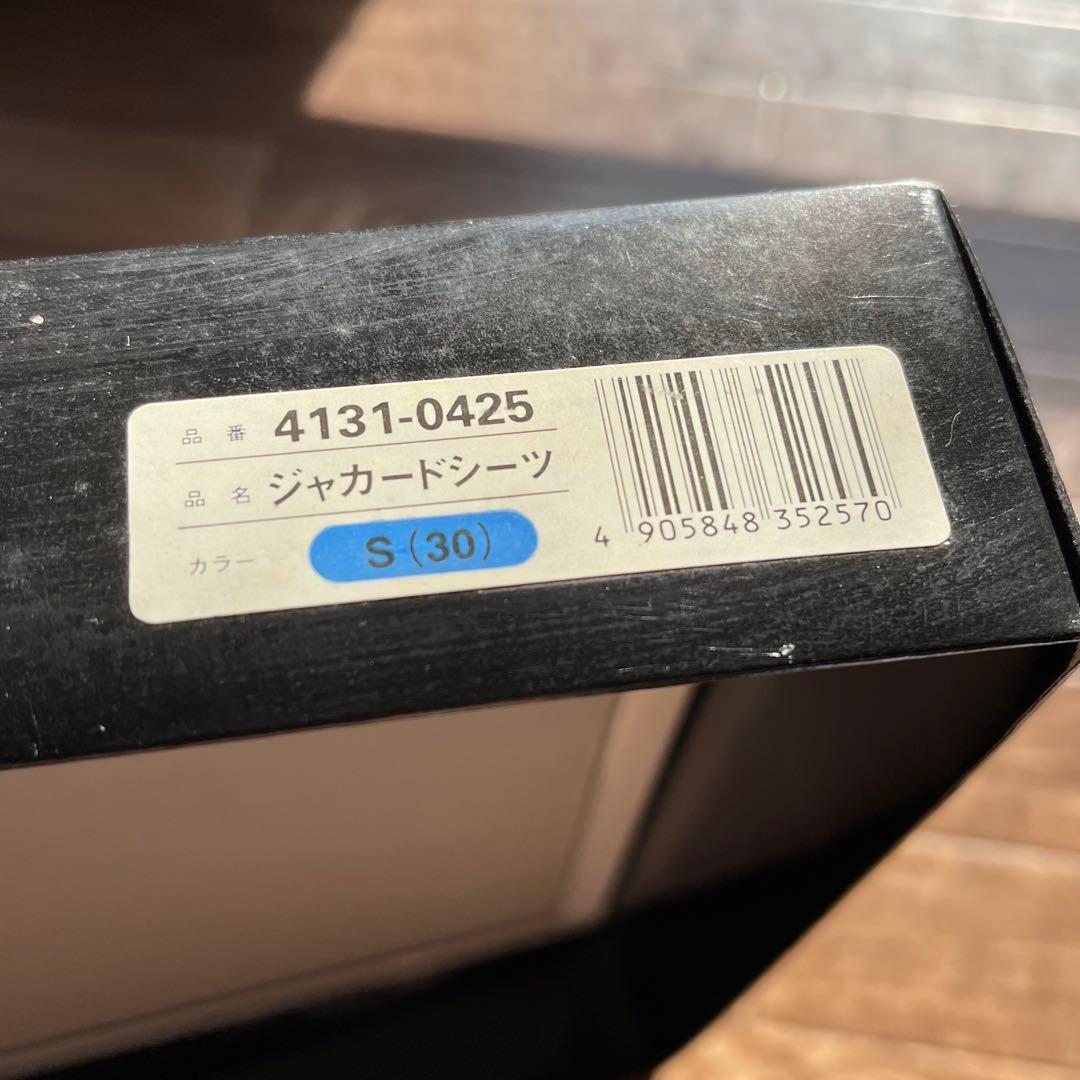 品番 4131-0425
品名 ジャカードシーツ
カラー S(30)
4 905848 352570